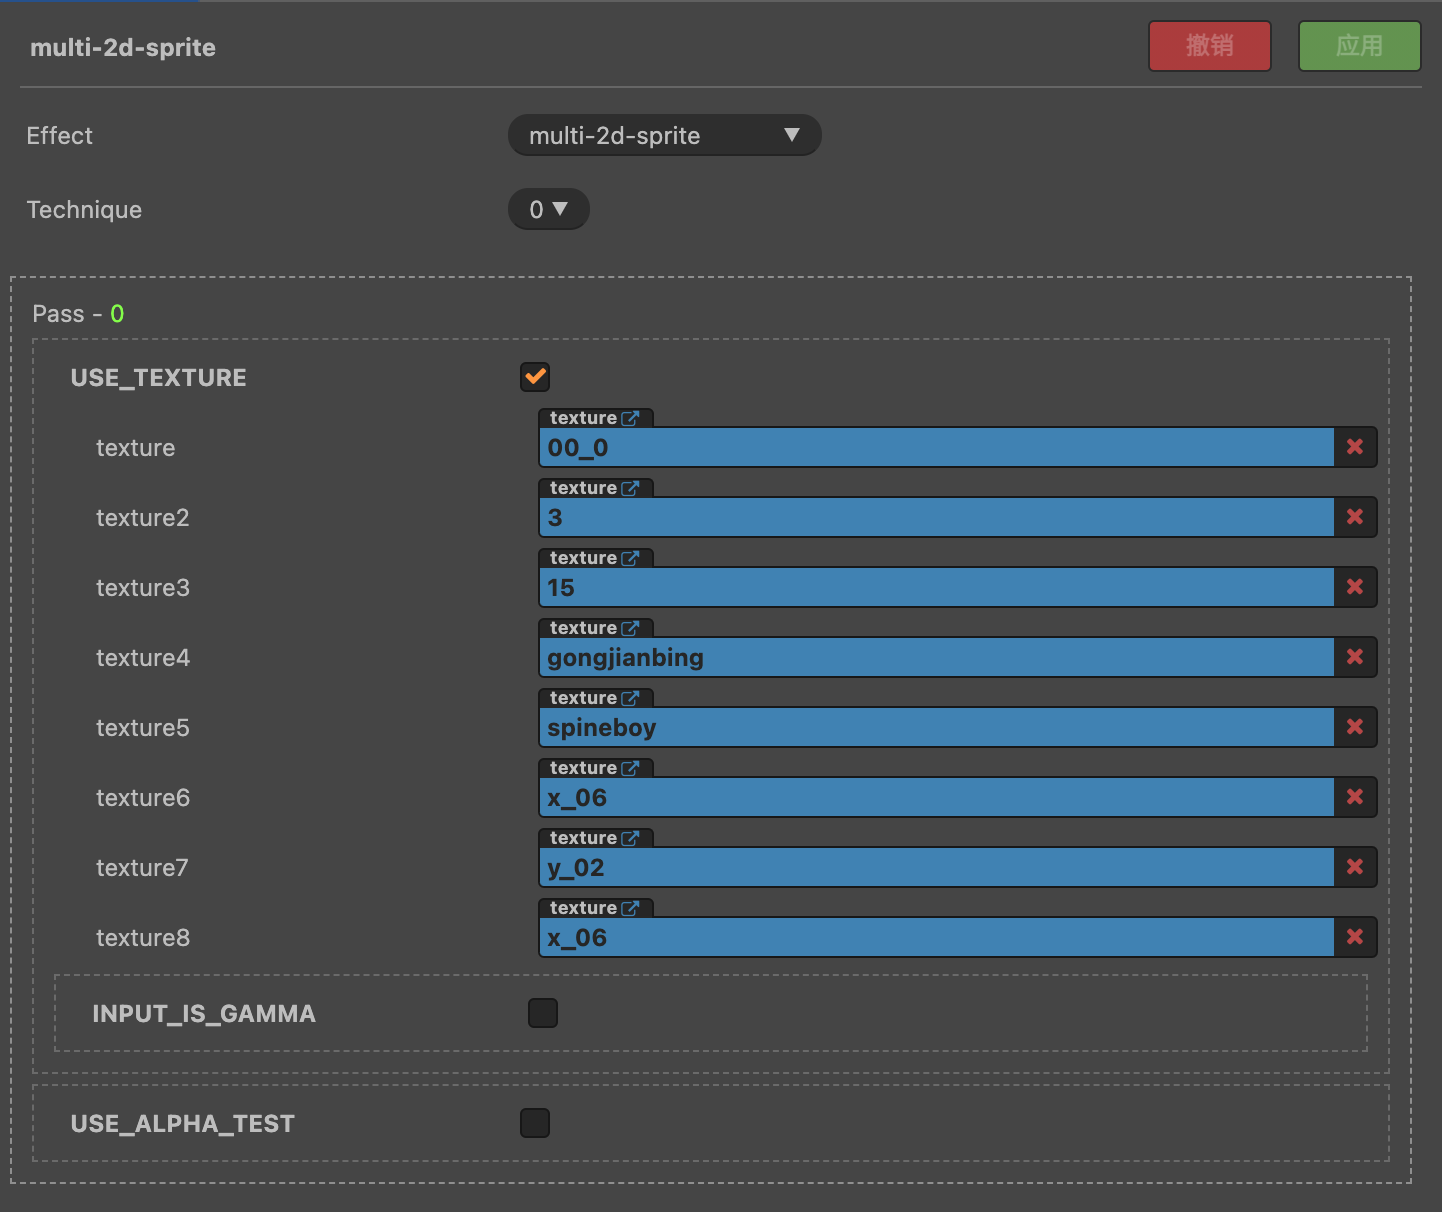 multi-2d-sprite
撤销
应用
Effect
multi-2d-sprite
Technique
0
Pass - 0
USE_TEXTURE
texture
texture
00_0
texture
texture2
3
texture
texture3
15
texture
texture4
gongjianbing
texture
texture5
spineboy
texture
texture6
x_06
texture
texture7
y_02
texture
texture8
x_06
INPUT_IS_GAMMA
USE_ALPHA_TEST